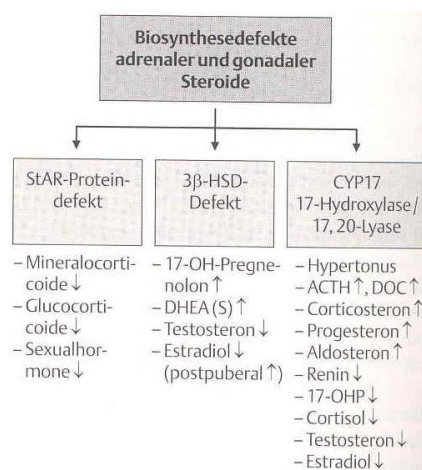 Biosynthesedefekte
adrenaler und gonadaler
Steroide
StAR-Protein-
defekt
– Mineralocorti-
coide ↓
– Glucocorti-
coide ↓
– Sexualhor-
mone ↓
3β-HSD-
Defekt
– 17-OH-Pregne-
nolon ↑
– DHEA (S) ↑
– Testosteron ↓
– Estradiol ↓
(postpuberal ↑)
CYP17
17-Hydroxylase/
17, 20-Lyase
– Hypertonus
– ACTH ↑, DOC ↑
– Corticosteron ↑
– Progesteron ↑
– Aldosteron ↑
– Renin ↓
– 17-OHP ↓
– Cortisol ↓
– Testosteron ↓
– Estradiol ↓